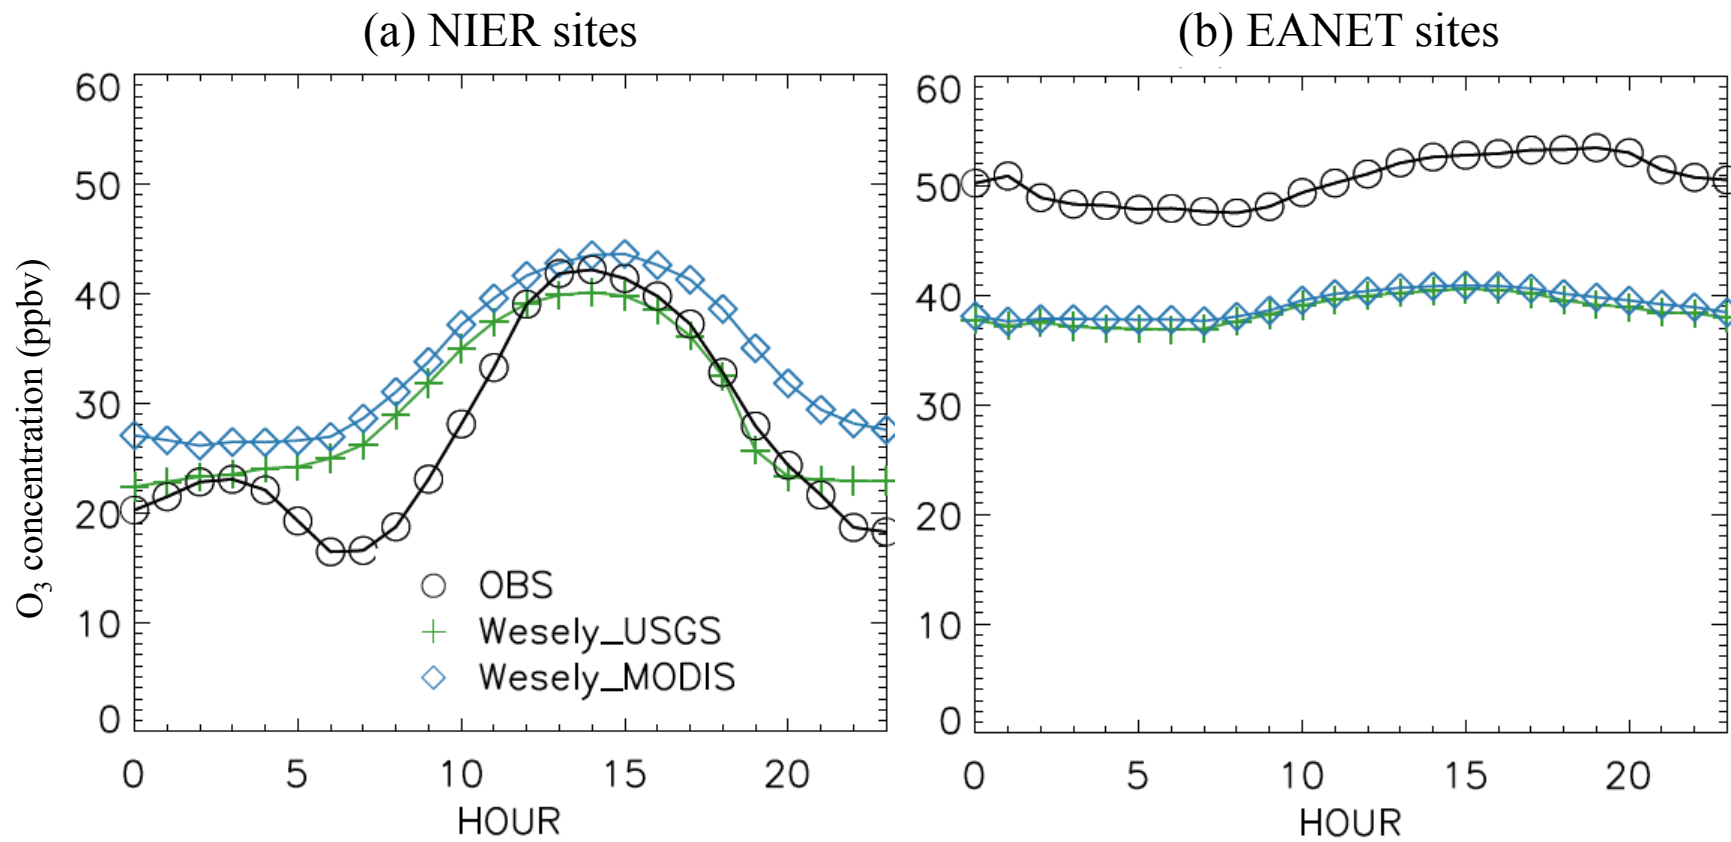 (a) NIER sites
(b) EANET sites
O₃ concentration (ppbv)
60
50
40
30
20
10
0
0 5 10 15 20
HOUR
OBS
Wesely_USGS
Wesely_MODIS
60
50
40
30
20
10
0
0 5 10 15 20
HOUR